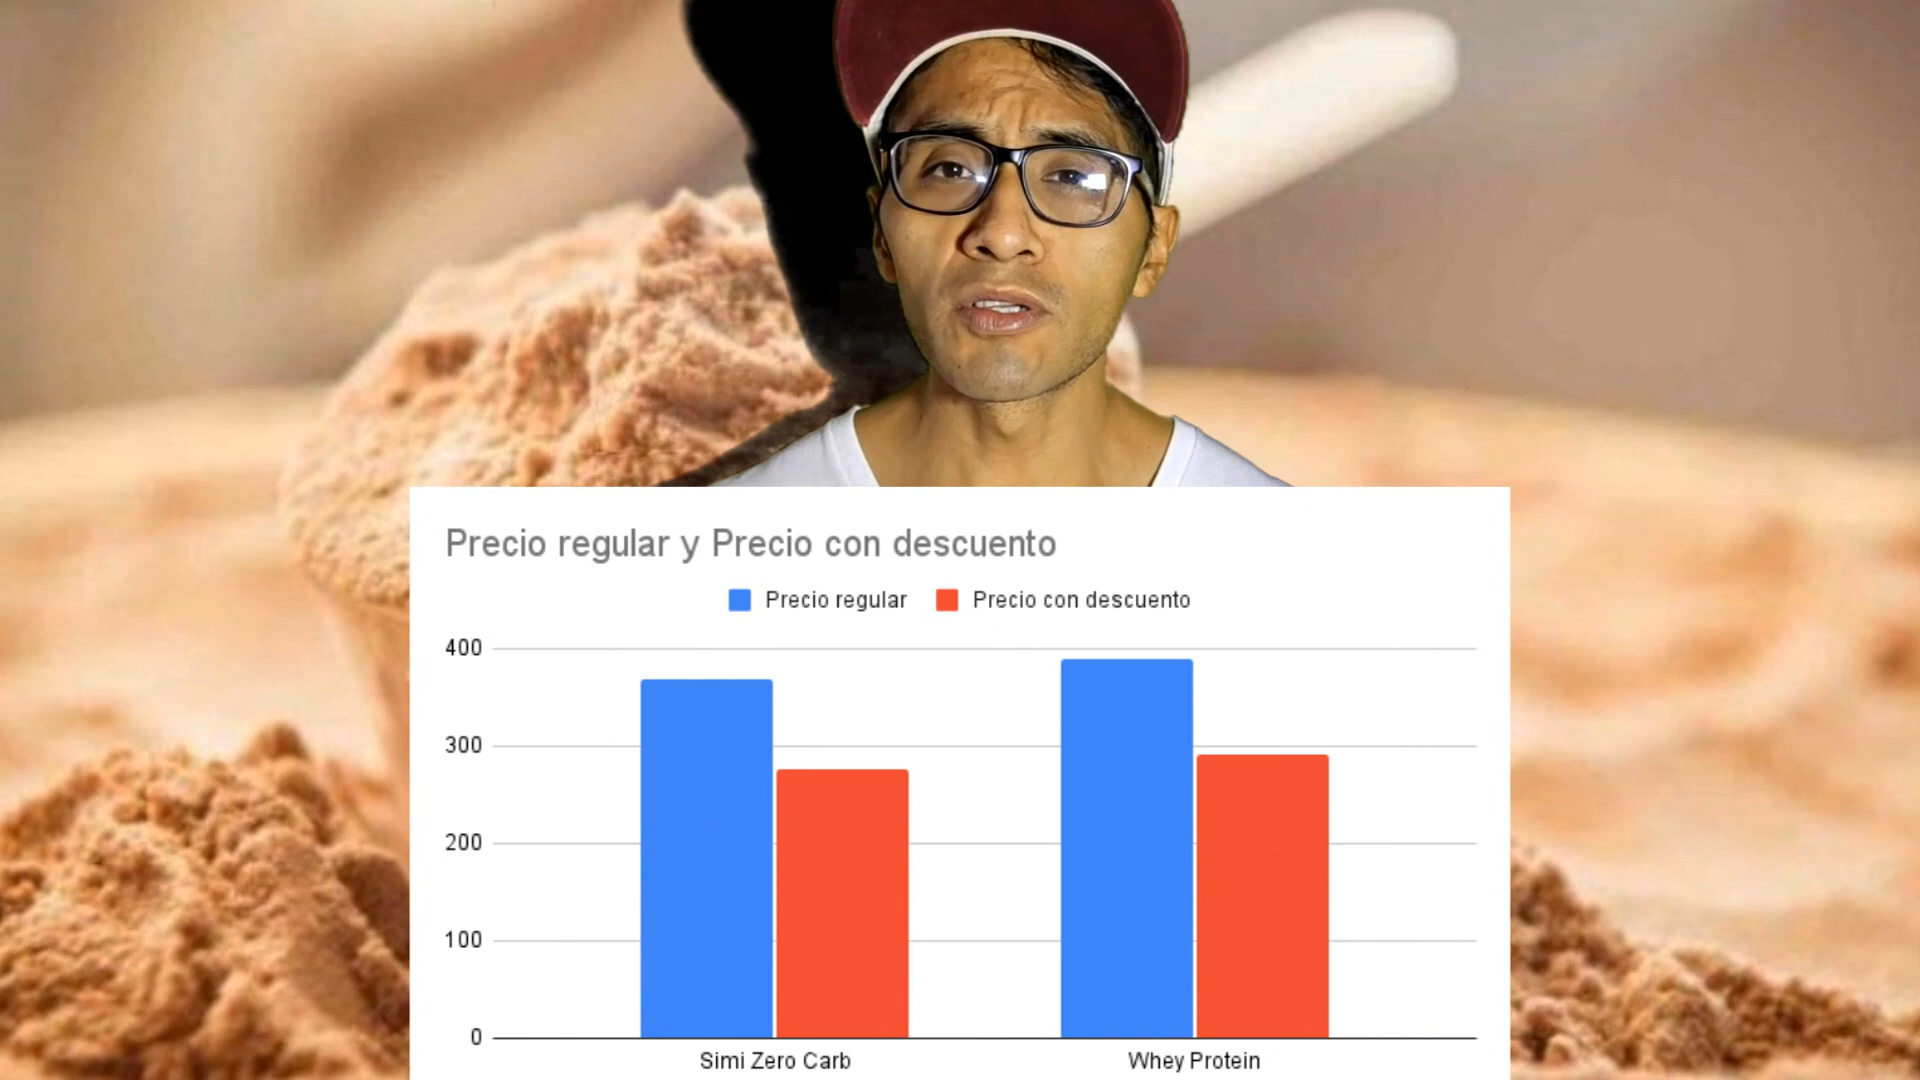 Precio regular y Precio con descuento
Precio regular Precio con descuento
400
300
200
100
0
Simi Zero Carb Whey Protein